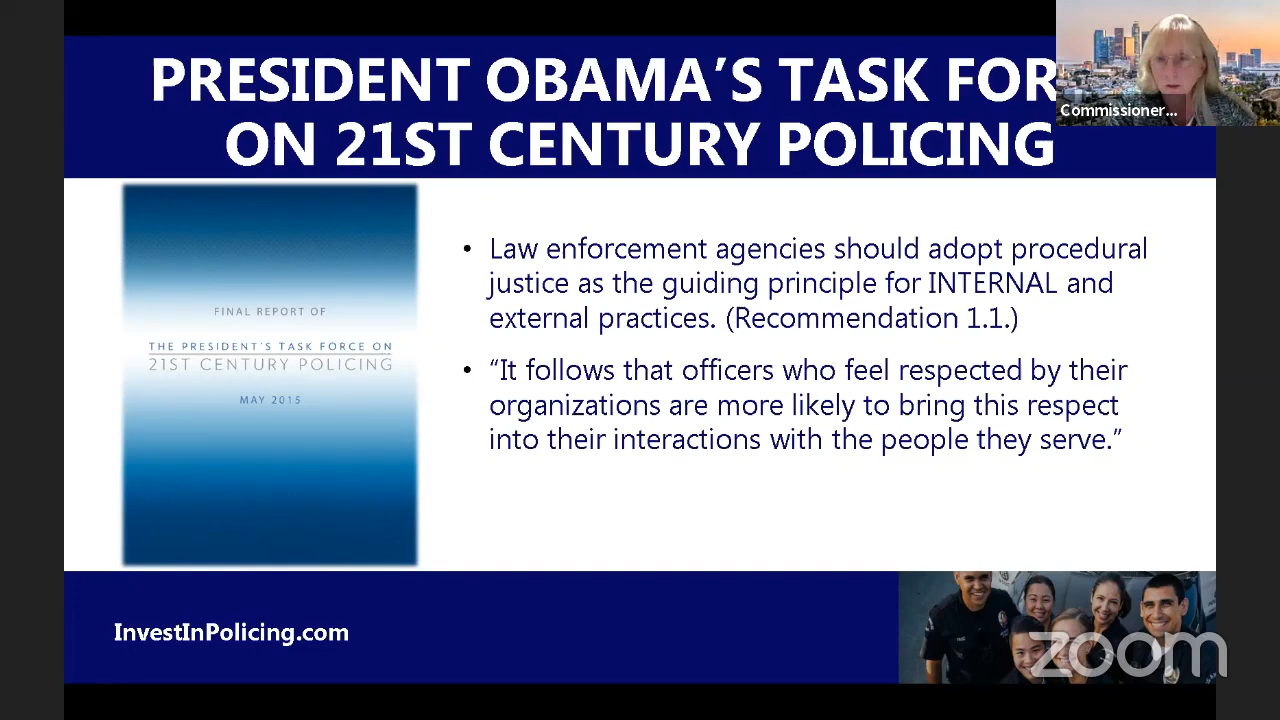 PRESIDENT OBAMA’S TASK FOR
ON 21ST CENTURY POLICING
Commissioner...
FINAL REPORT OF
THE PRESIDENT'S TASK FORCE ON
21ST CENTURY POLICING
MAY 2015
• Law enforcement agencies should adopt procedural
justice as the guiding principle for INTERNAL and
external practices. (Recommendation 1.1.)
• “It follows that officers who feel respected by their
organizations are more likely to bring this respect
into their interactions with the people they serve.”
InvestInPolicing.com
zoom